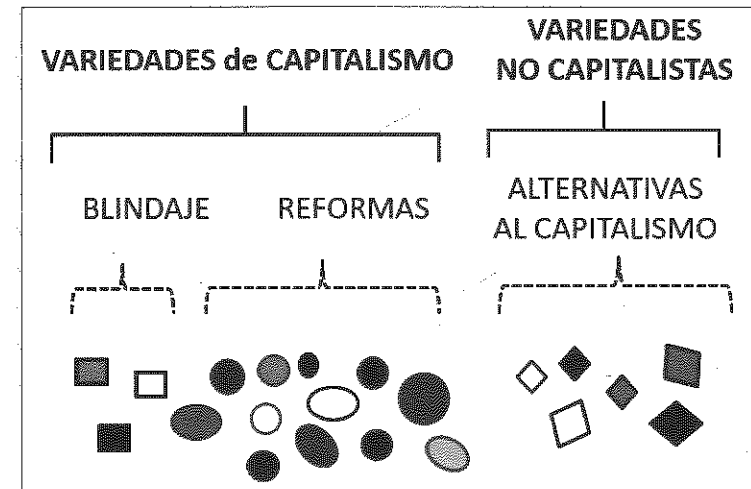 VARIEDADES de CAPITALISMO
VARIEDADES
NO CAPITALISTAS
BLINDAJE
REFORMAS
ALTERNATIVAS
AL CAPITALISMO